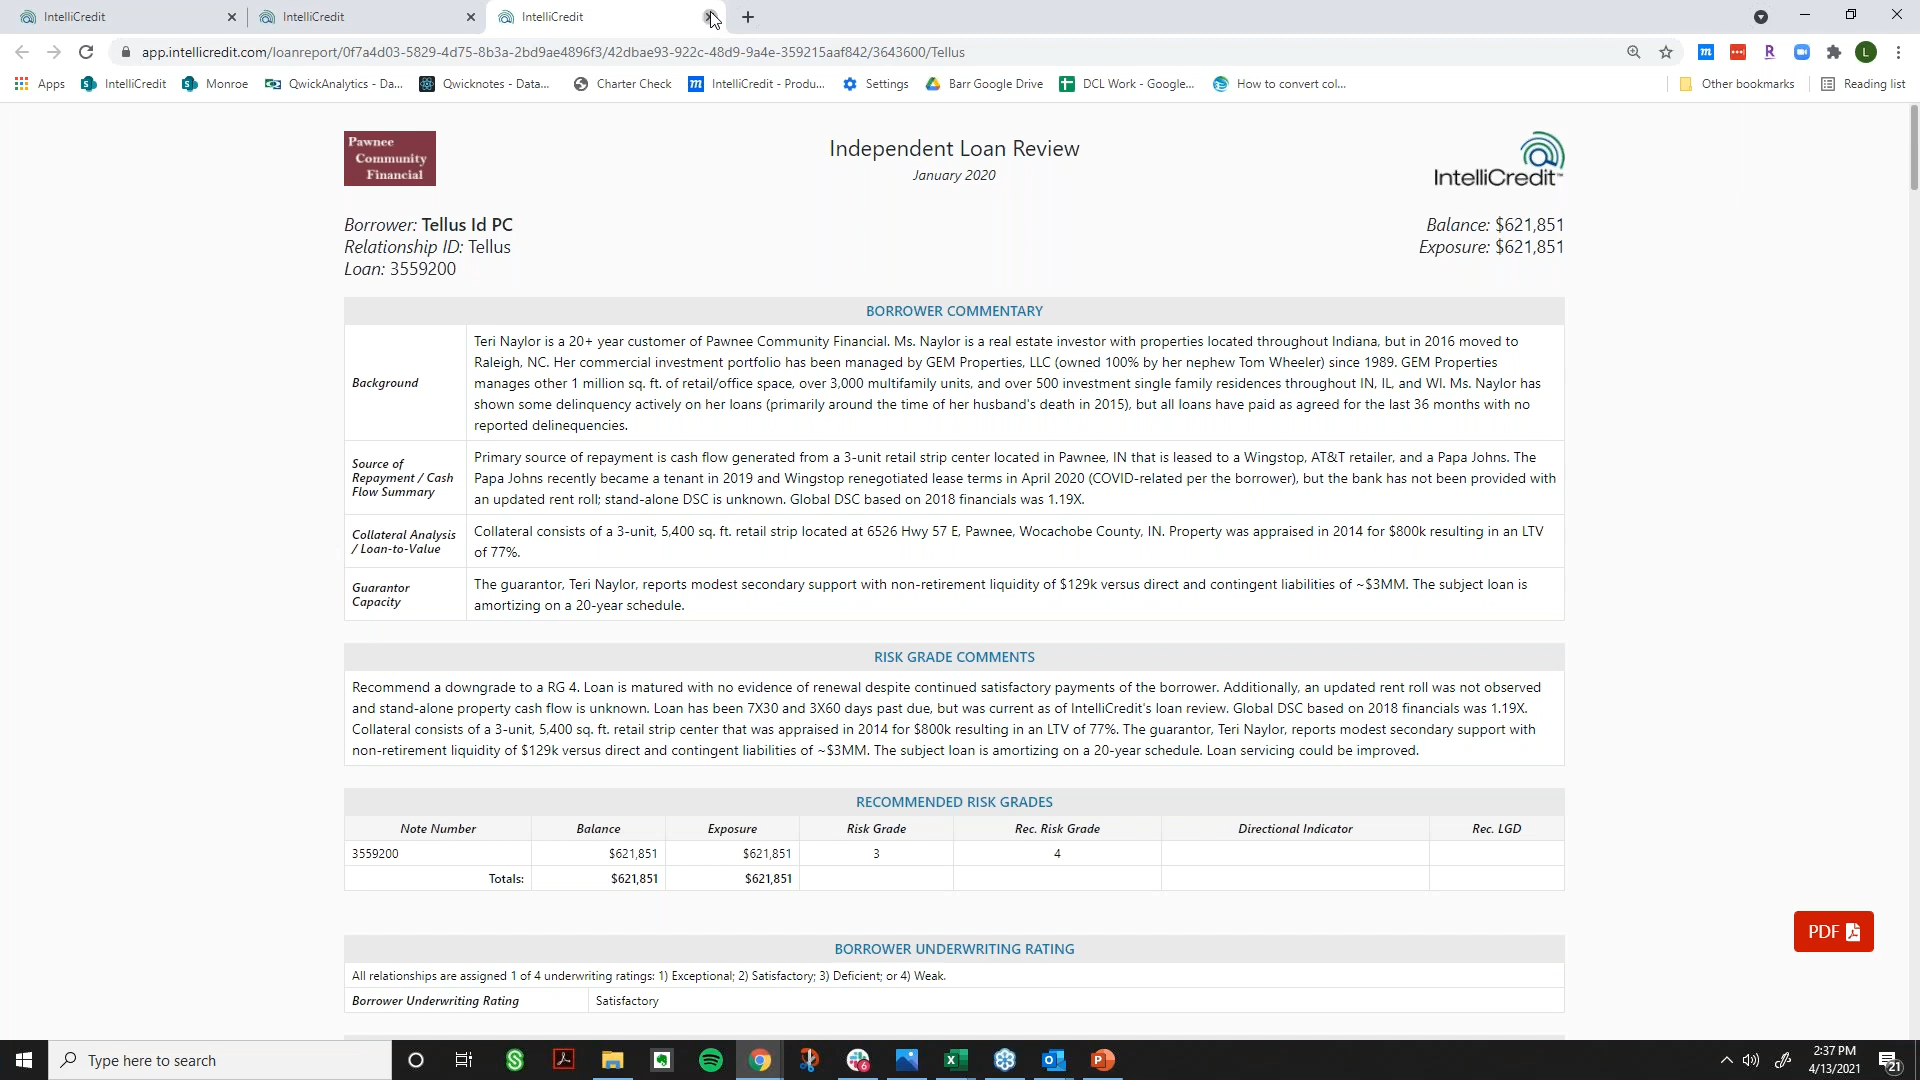 IntelliCredit
IntelliCredit
IntelliCredit
app.intellicredit.com/loanreport/0f7a4d03-5829-4d75-8b3a-2bd9ae4896f3/42dbae93-922c-48d9-9a4e-359215aaf842/3643600/Tellus
Apps IntelliCredit Monroe QwickAnalytics - Da... Qwicknotes - Data... Charter Check IntelliCredit - Produ... Settings Barr Google Drive DCL Work - Google... How to convert col... Other bookmarks Reading list
Pawnee
Community
Financial
Independent Loan Review
January 2020
IntelliCredit™
Borrower: Tellus Id PC
Relationship ID: Tellus
Loan: 3559200
Balance: $621,851
Exposure: $621,851
BORROWER COMMENTARY
Background
Teri Naylor is a 20+ year customer of Pawnee Community Financial. Ms. Naylor is a real estate investor with properties located throughout Indiana, but in 2016 moved to
Raleigh, NC. Her commercial investment portfolio has been managed by GEM Properties, LLC (owned 100% by her nephew Tom Wheeler) since 1989. GEM Properties
manages other 1 million sq. ft. of retail/office space, over 3,000 multifamily units, and over 500 investment single family residences throughout IN, IL, and WI. Ms. Naylor has
shown some delinquency actively on her loans (primarily around the time of her husband's death in 2015), but all loans have paid as agreed for the last 36 months with no
reported delinequencies.
Source of
Repayment / Cash
Flow Summary
Primary source of repayment is cash flow generated from a 3-unit retail strip center located in Pawnee, IN that is leased to a Wingstop, AT&T retailer, and a Papa Johns. The
Papa Johns recently became a tenant in 2019 and Wingstop renegotiated lease terms in April 2020 (COVID-related per the borrower), but the bank has not been provided with
an updated rent roll; stand-alone DSC is unknown. Global DSC based on 2018 financials was 1.19X.
Collateral Analysis
/ Loan-to-Value
Collateral consists of a 3-unit, 5,400 sq. ft. retail strip located at 6526 Hwy 57 E, Pawnee, Wocachobe County, IN. Property was appraised in 2014 for $800k resulting in an LTV
of 77%.
Guarantor
Capacity
The guarantor, Teri Naylor, reports modest secondary support with non-retirement liquidity of $129k versus direct and contingent liabilities of ~$3MM. The subject loan is
amortizing on a 20-year schedule.
RISK GRADE COMMENTS
Recommend a downgrade to a RG 4. Loan is matured with no evidence of renewal despite continued satisfactory payments of the borrower. Additionally, an updated rent roll was not observed
and stand-alone property cash flow is unknown. Loan has been 7X30 and 3X60 days past due, but was current as of IntelliCredit's loan review. Global DSC based on 2018 financials was 1.19X.
Collateral consists of a 3-unit, 5,400 sq. ft. retail strip center that was appraised in 2014 for $800k resulting in an LTV of 77%. The guarantor, Teri Naylor, reports modest secondary support with
non-retirement liquidity of $129k versus direct and contingent liabilities of ~$3MM. The subject loan is amortizing on a 20-year schedule. Loan servicing could be improved.
RECOMMENDED RISK GRADES
Note Number Balance Exposure Risk Grade Rec. Risk Grade Directional Indicator Rec. LGD
3559200 $621,851 $621,851 3 4
Totals: $621,851 $621,851
PDF
BORROWER UNDERWRITING RATING
All relationships are assigned 1 of 4 underwriting ratings: 1) Exceptional; 2) Satisfactory; 3) Deficient; or 4) Weak.
Borrower Underwriting Rating Satisfactory
Type here to search
2:37 PM
4/13/2021
21